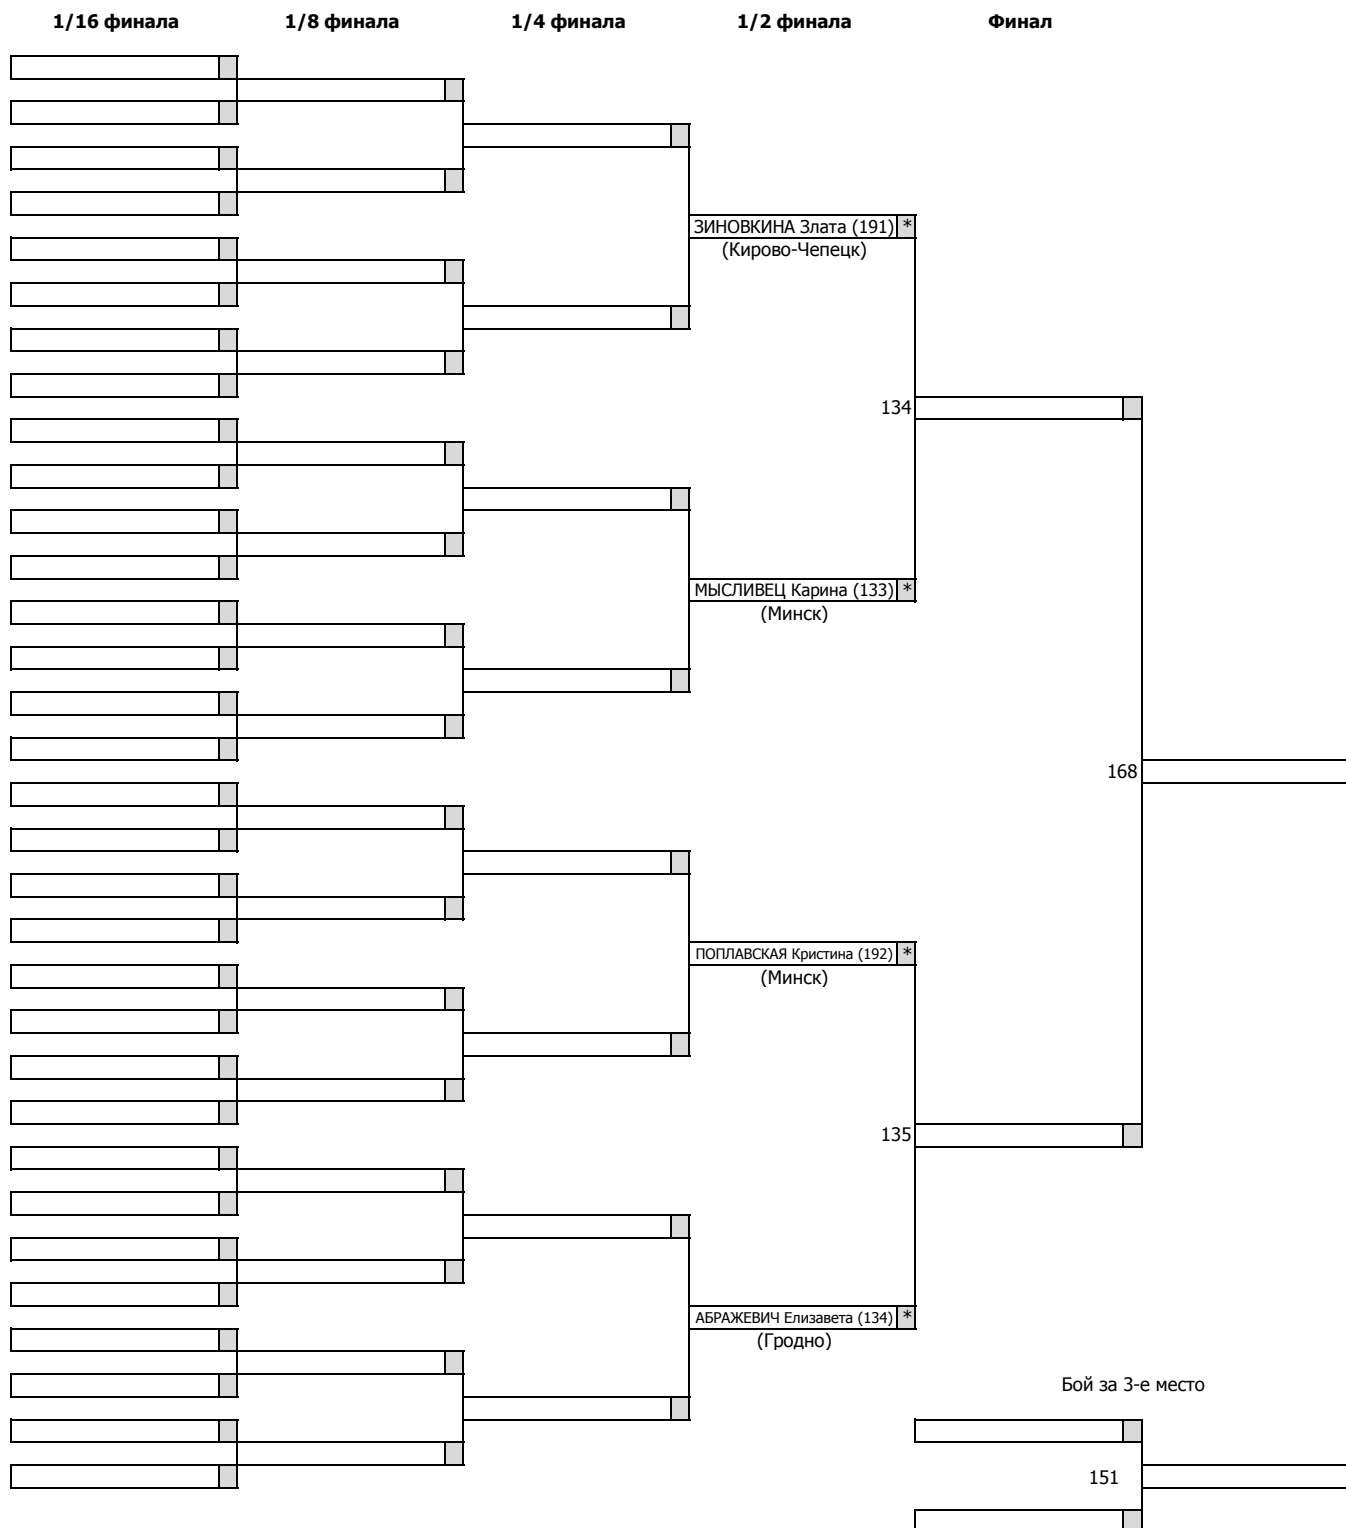 1/16 финала 1/8 финала 1/4 финала 1/2 финала Финал
ЗИНОВКИНА Злата (191) *
(Кирово-Чепецк)
134
МЫСЛИВЕЦ Карина (133) *
(Минск)
168
ПОПЛАВСКАЯ Кристина (192) *
(Минск)
135
АБРАЖЕВИЧ Елизавета (134) *
(Гродно)
Бой за 3-е место
151